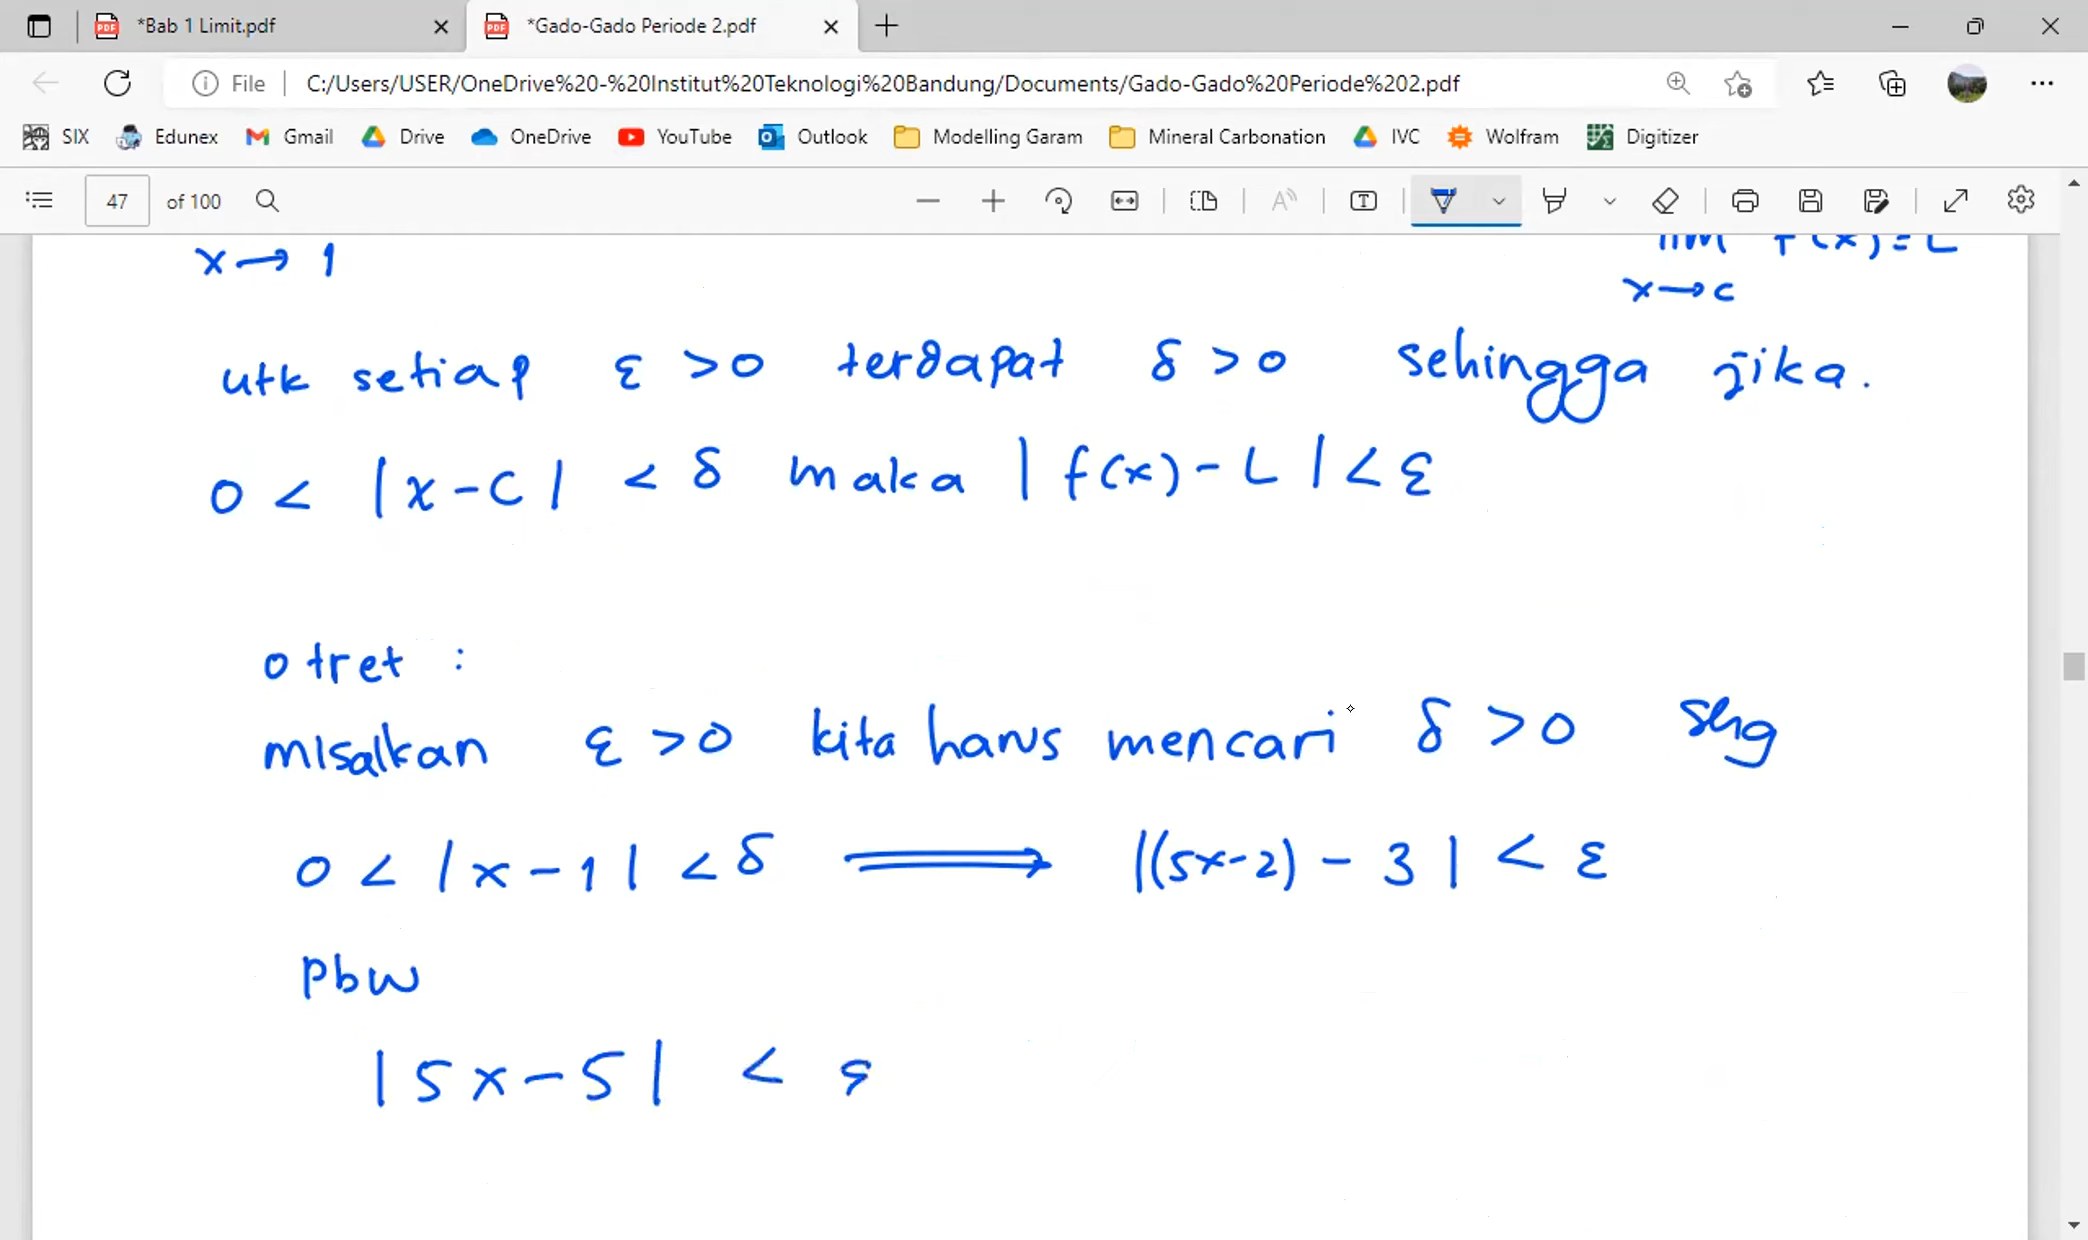 *Bab 1 Limit.pdf
*Gado-Gado Periode 2.pdf
File
C:/Users/USER/OneDrive%20-%20Institut%20Teknologi%20Bandung/Documents/Gado-Gado%20Periode%202.pdf
SIX Edunex Gmail Drive OneDrive YouTube Outlook Modelling Garam Mineral Carbonation IVC Wolfram Digitizer
47 of 100
lim f(x) = L
x → 1
x → c
utk setiap ε > 0 terdapat δ > 0 sehingga jika.
0 < |x - c| < δ maka | f(x) - L | < ε
otret :
misalkan ε > 0 kita harus mencari δ > 0 shg
0 < |x - 1| < δ ⟹ |(5x-2) - 3| < ε
Pbw
|5x - 5| < ε